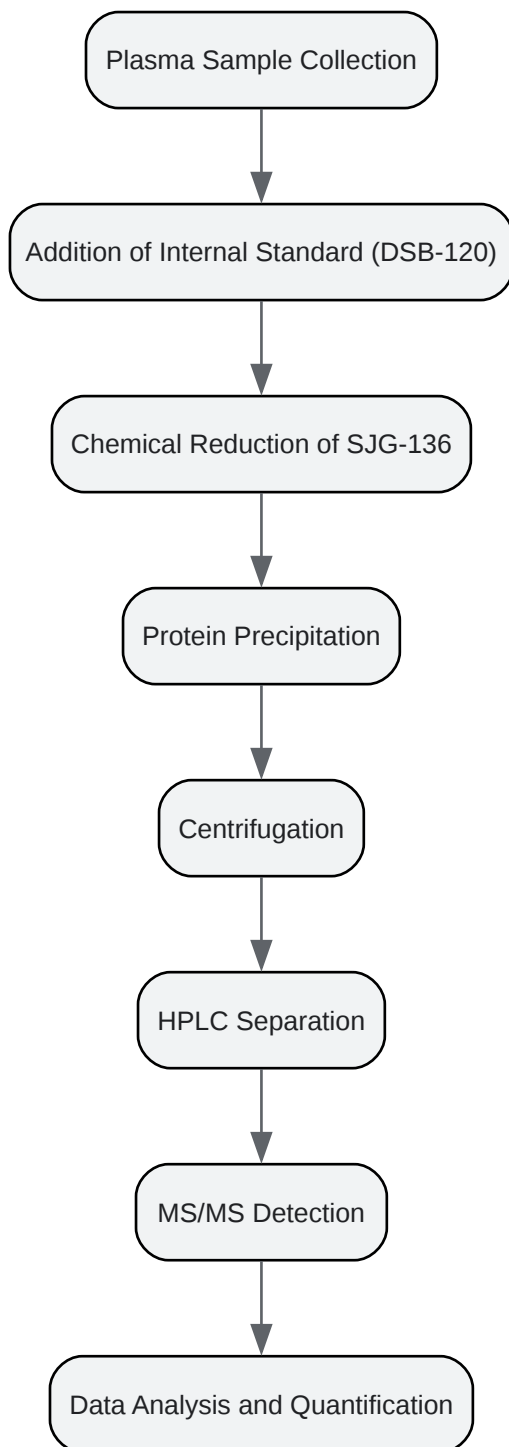 Plasma Sample Collection
Addition of Internal Standard (DSB-120)
Chemical Reduction of SJG-136
Protein Precipitation
Centrifugation
HPLC Separation
MS/MS Detection
Data Analysis and Quantification